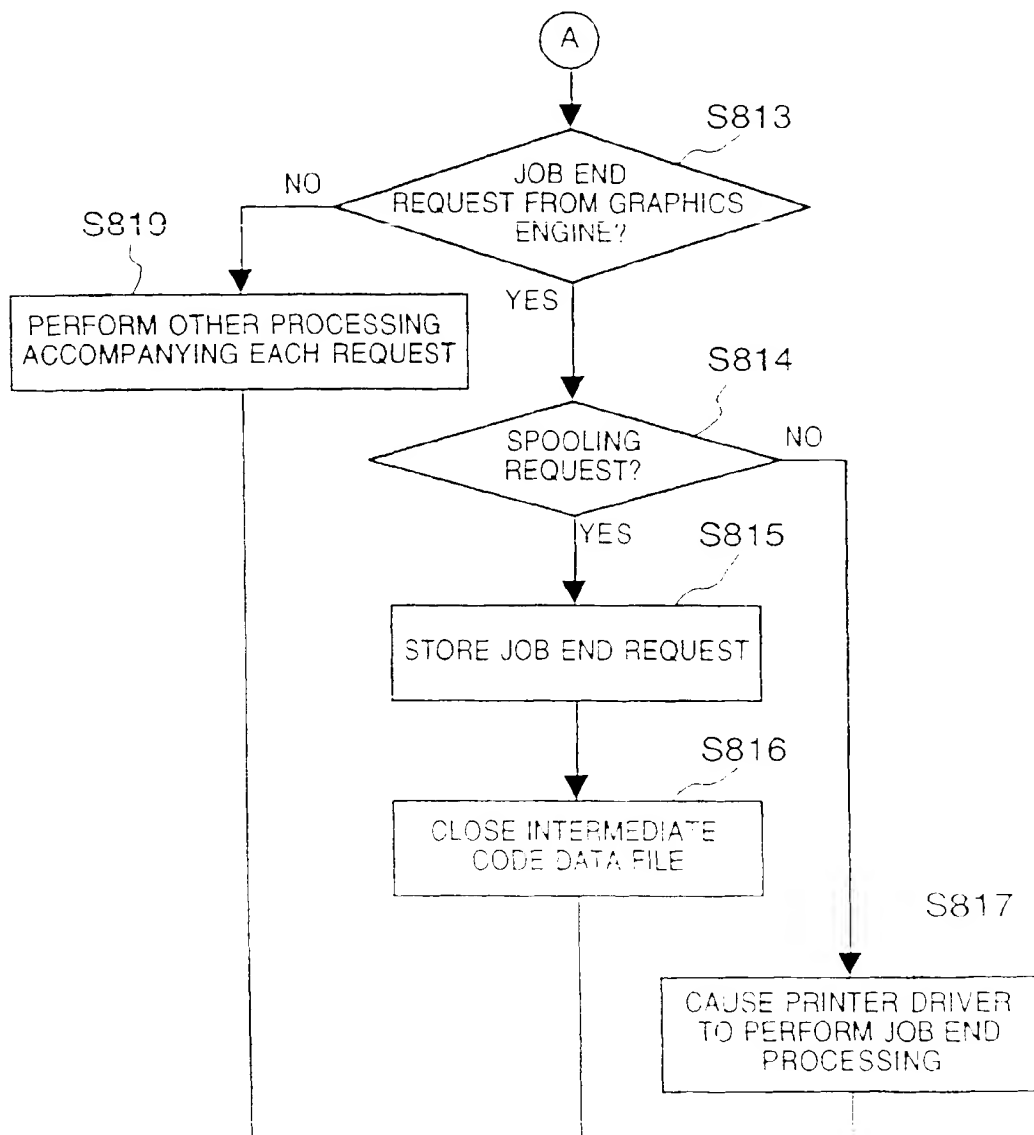 A
S813
JOB END
REQUEST FROM GRAPHICS
ENGINE?
NO
YES
S819
PERFORM OTHER PROCESSING
ACCOMPANYING EACH REQUEST
S814
SPOOLING
REQUEST?
NO
YES
S815
STORE JOB END REQUEST
S816
CLOSE INTERMEDIATE
CODE DATA FILE
S817
CAUSE PRINTER DRIVER
TO PERFORM JOB END
PROCESSING